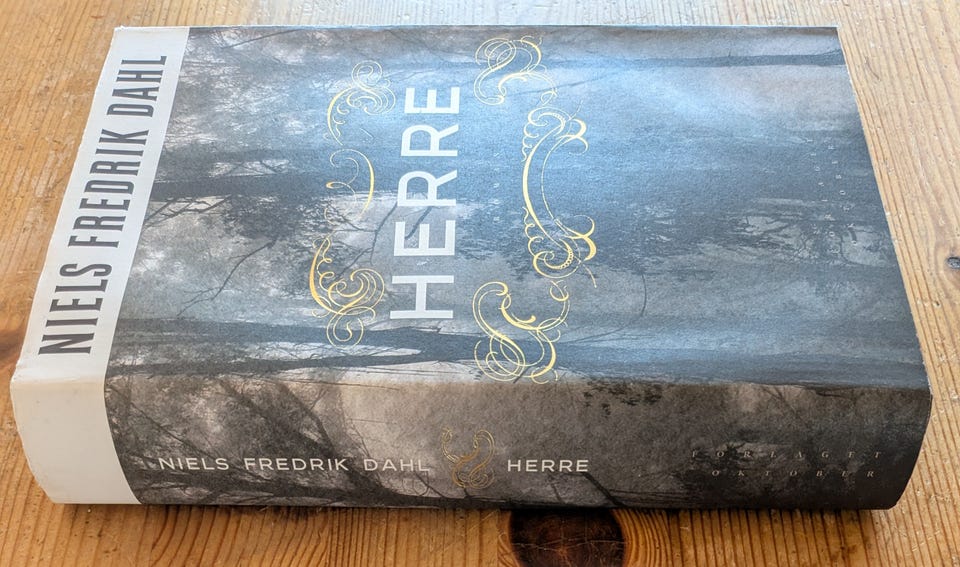 NIELS FREDRIK DAHL
HERRE
NIELS FREDRIK DAHL HERRE
FORLAGET
OKTOBER